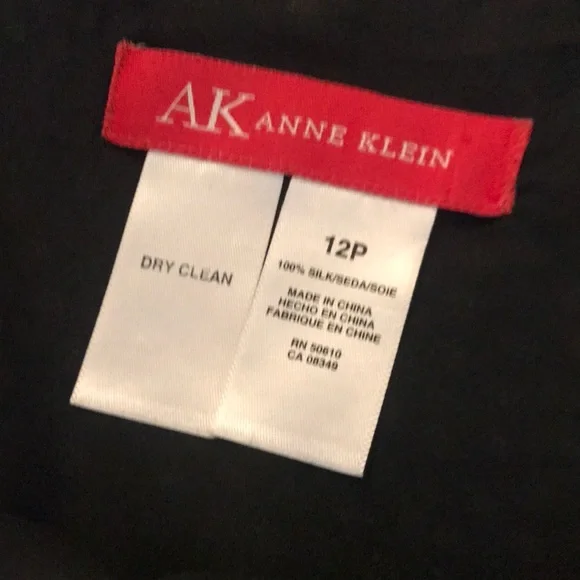 AK ANNE KLEIN
DRY CLEAN
12P
100% SILK/SEDA/SOIE
MADE IN CHINA
HECHO EN CHINA
FABRIQUE EN CHINE
RN 50610
CA 08349